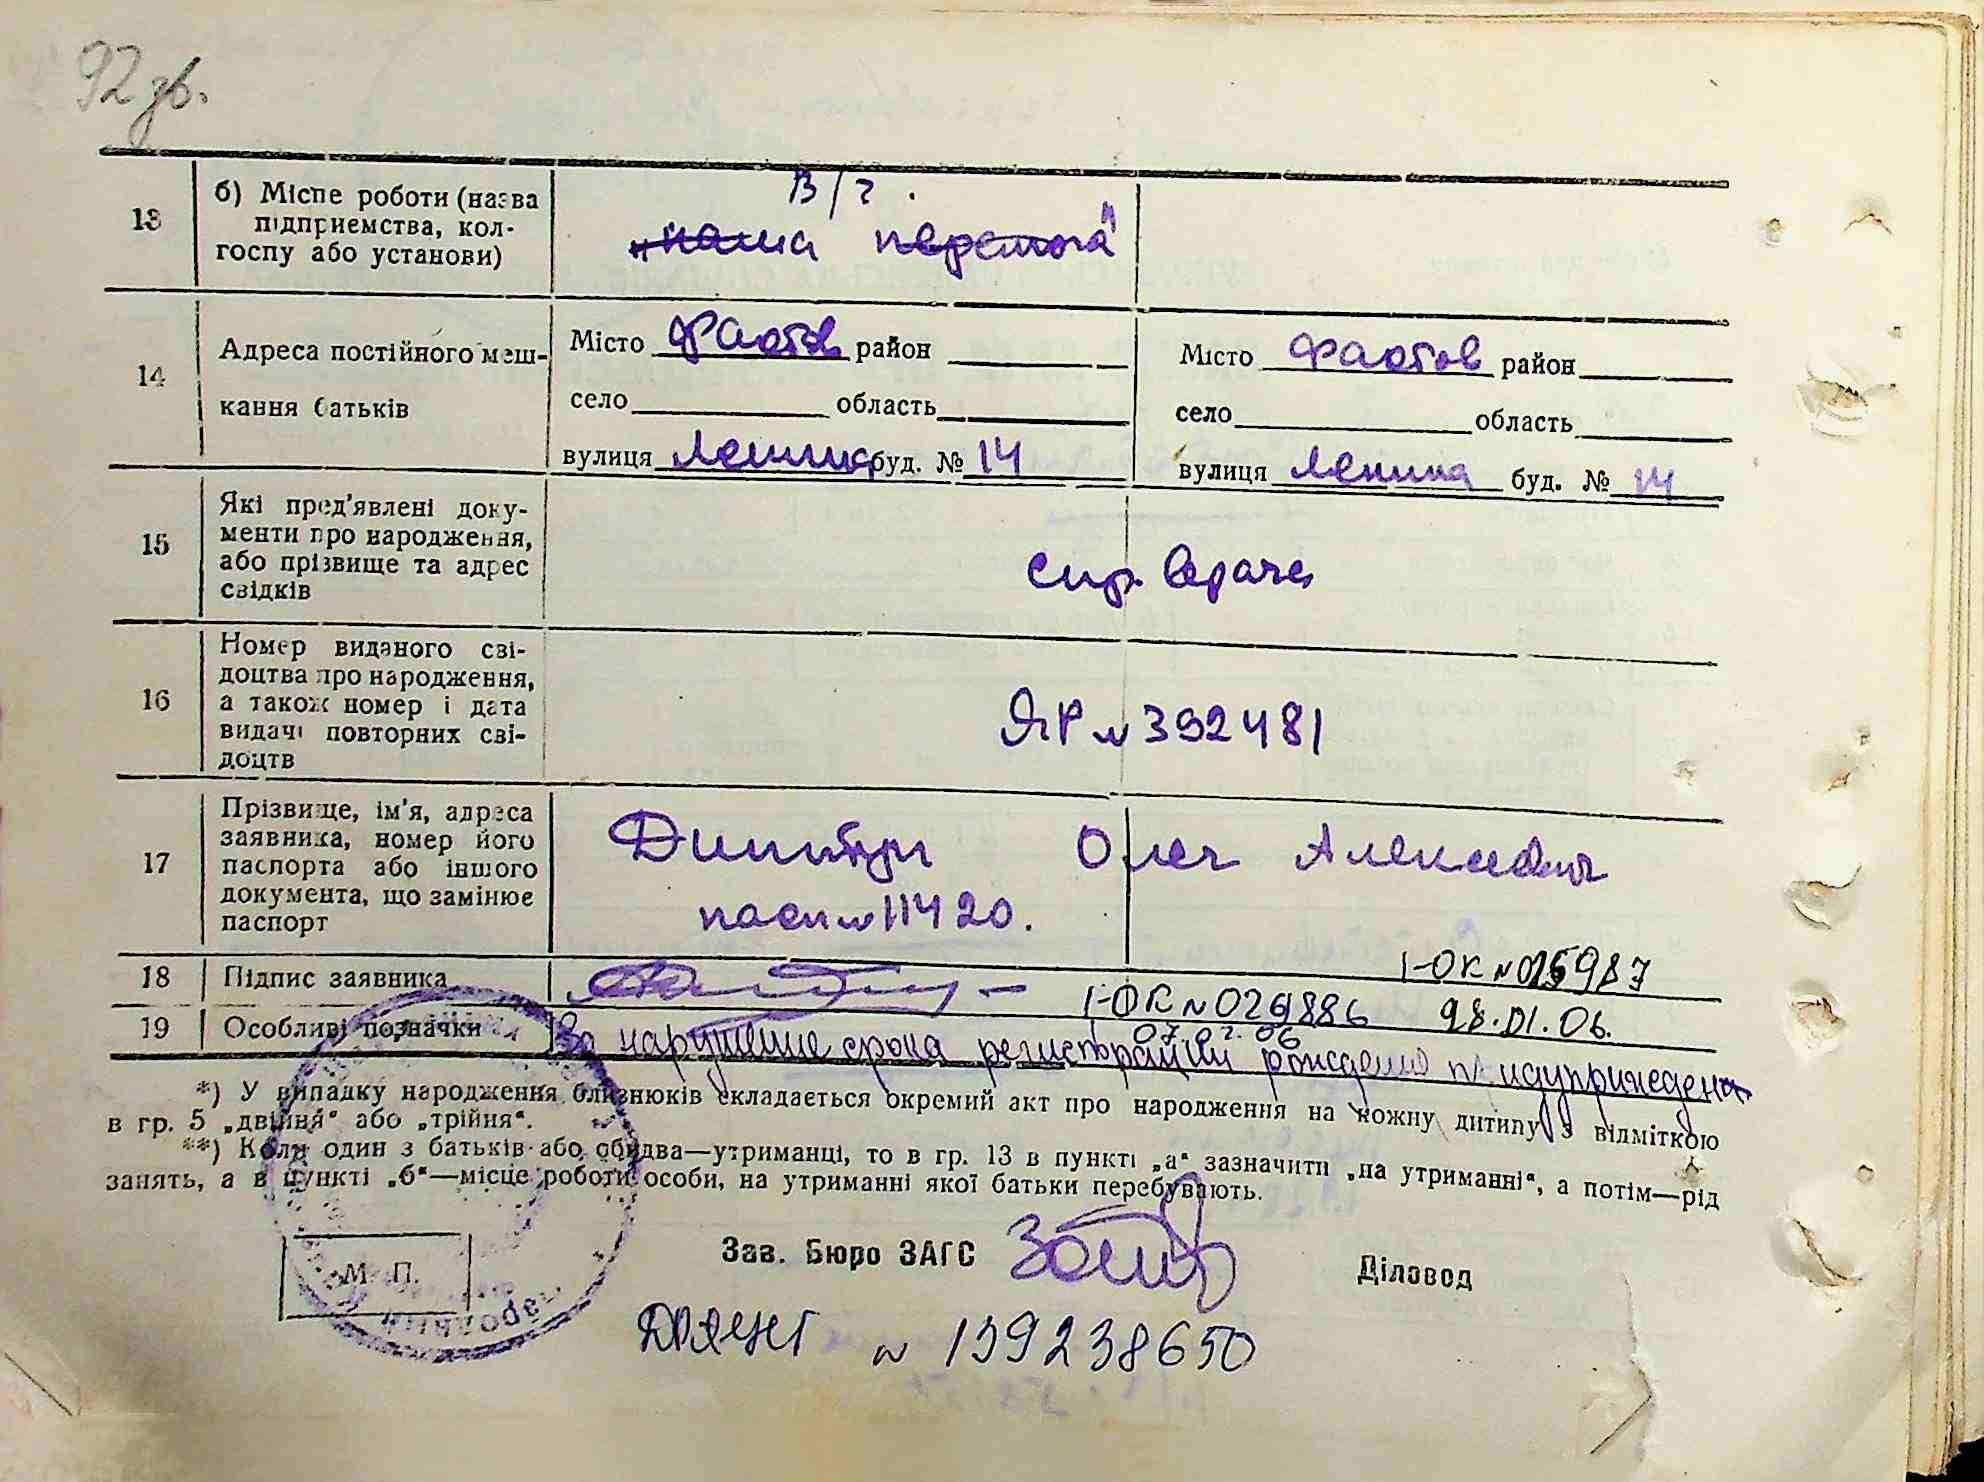 92 зв.
13
б) Місце роботи (назва
підприємства, кол-
госпу або установи)
В/г.
„наша перемога"
14
Адреса постійного меш-
кання батьків
Місто Фастов район
село область
вулиця Ленина буд. № 14
Місто Фастов район
село область
вулиця Ленина буд. № 14
15
Які пред'явлені доку-
менти про народження,
або прізвище та адрес
свідків
спр. врача
16
Номер виданого сві-
доцтва про народження,
а також номер і дата
видачі повторних сві-
доцтв
ЯР № 392481
17
Прізвище, ім'я, адреса
заявника, номер його
паспорта або іншого
документа, що замінює
паспорт
Олег Алексеевич
пасп № 11420.
18
Підпис заявника
I-ОК № 015987
I-ОК № 029886 28.01.06.
07.02.06
19
Особливі позначки
За нарушение срока регистрации рождения предупреждена
*) У випадку народження близнюків складається окремий акт про народження на кожну дитину з відміткою
в гр. 5 „двійня" або „трійня".
**) Коли один з батьків або обидва—утриманці, то в гр. 13 в пункті „а" зазначити „на утриманні", а потім—рід
занять, а в пункті „б"—місце роботи особи, на утриманні якої батьки перебувають.
М. П.
Зав. Бюро ЗАГС
Діловод
№ 139238650